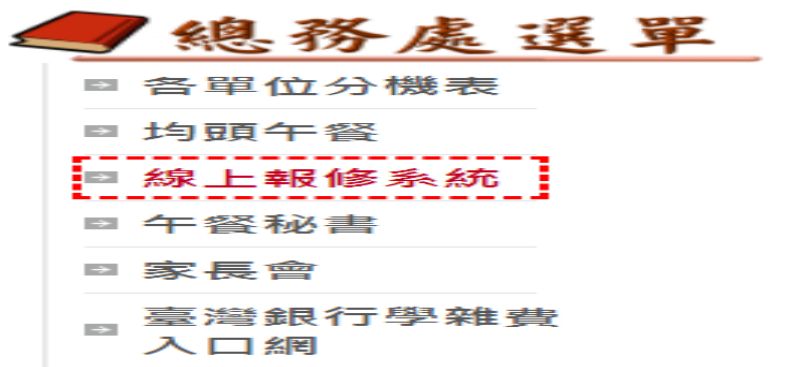 總務處選單
各單位分機表
均頭午餐
線上報修系統
午餐秘書
家長會
臺灣銀行學雜費
入口網